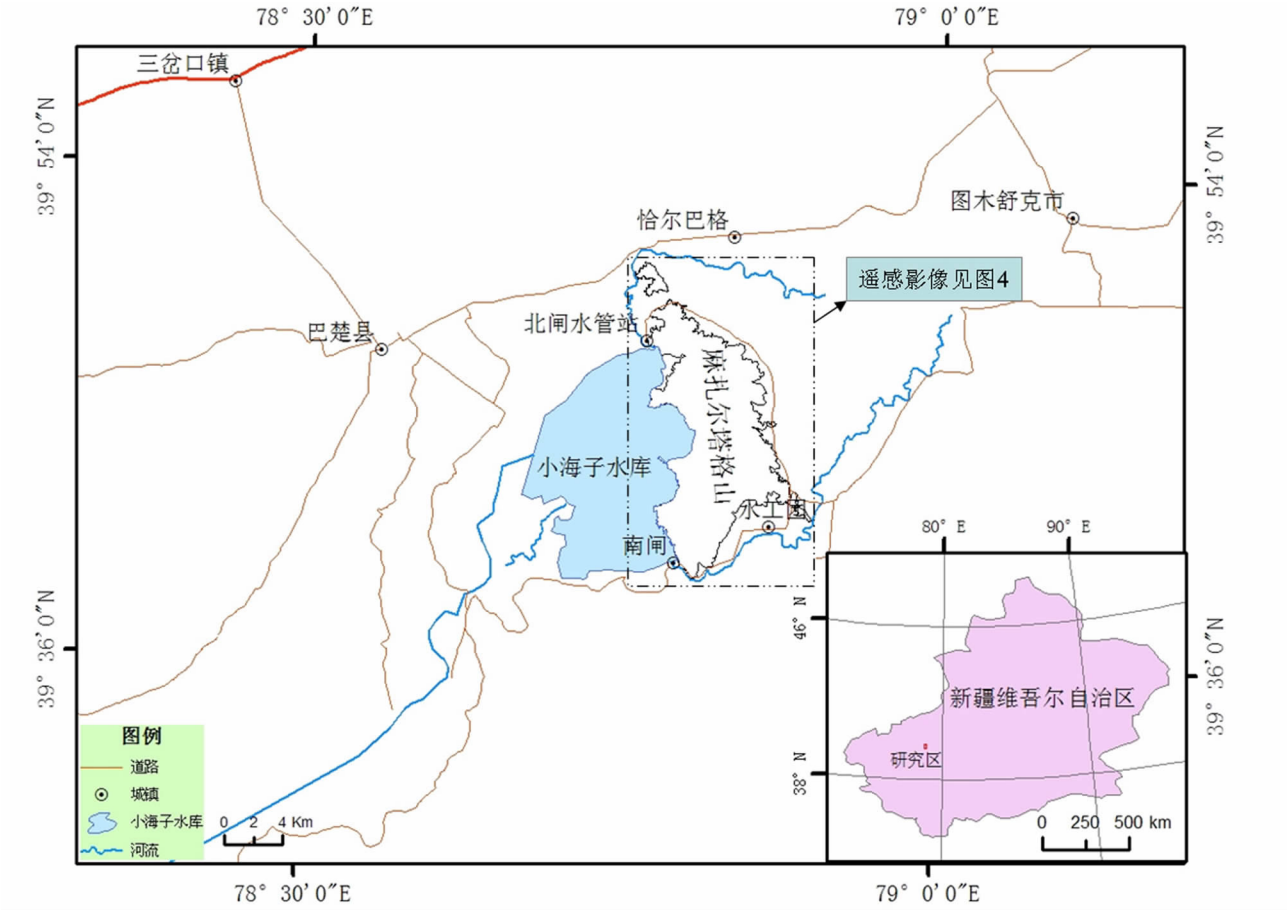 78° 30'0"E
79° 0'0"E
三岔口镇
39° 54'0"N
39° 54'0"N
图木舒克市
恰尔巴格
遥感影像见图4
北闸水管站
巴楚县
麻扎尔塔格山
小海子水库
水工团
南闸
80° E
90° E
46° N
39° 36'0"N
39° 36'0"N
新疆维吾尔自治区
研究区
38° N
图例
道路
城镇
小海子水库
河流
0 2 4 Km
0 250 500 km
78° 30'0"E
79° 0'0"E